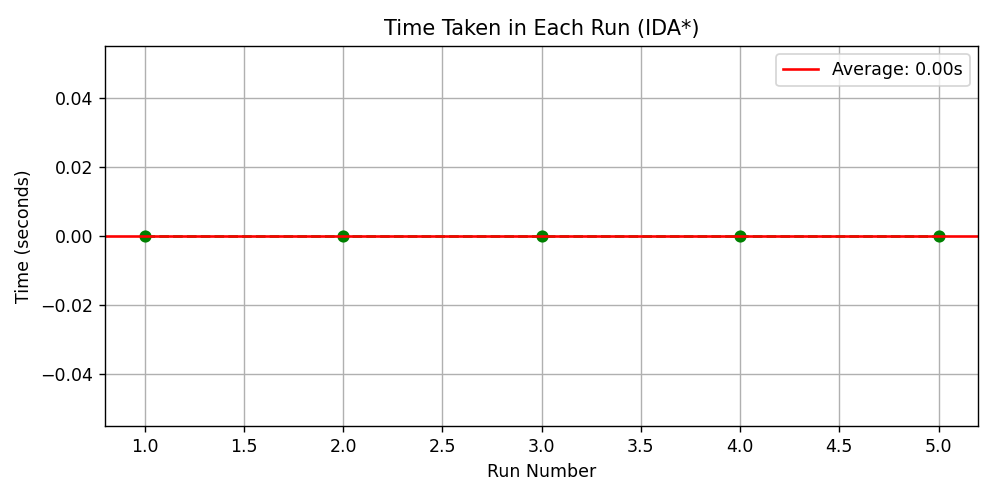 Time Taken in Each Run (IDA*)
Average: 0.00s
0.04
0.02
0.00
−0.02
−0.04
Time (seconds)
1.0 1.5 2.0 2.5 3.0 3.5 4.0 4.5 5.0
Run Number